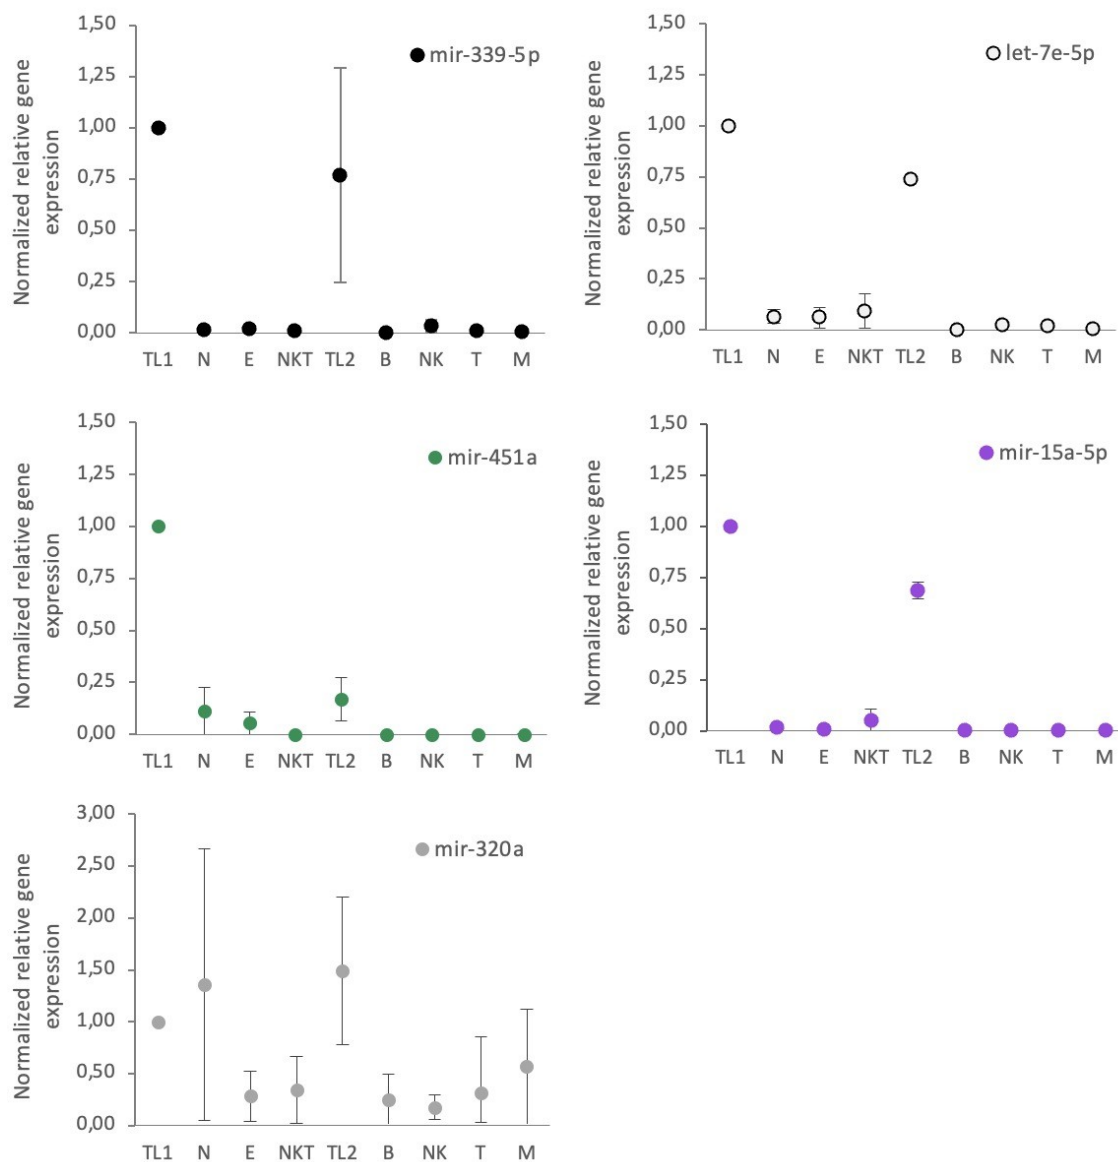 Normalized relative gene
expression
1,50
1,25
1,00
0,75
0,50
0,25
0,00
TL1 N E NKT TL2 B NK T M
mir-339-5p
Normalized relative gene
expression
1,50
1,25
1,00
0,75
0,50
0,25
0,00
TL1 N E NKT TL2 B NK T M
let-7e-5p
Normalized relative gene
expression
1,50
1,25
1,00
0,75
0,50
0,25
0,00
TL1 N E NKT TL2 B NK T M
mir-451a
Normalized relative gene
expression
1,50
1,25
1,00
0,75
0,50
0,25
0,00
TL1 N E NKT TL2 B NK T M
mir-15a-5p
Normalized relative gene
expression
3,00
2,50
2,00
1,50
1,00
0,50
0,00
TL1 N E NKT TL2 B NK T M
mir-320a